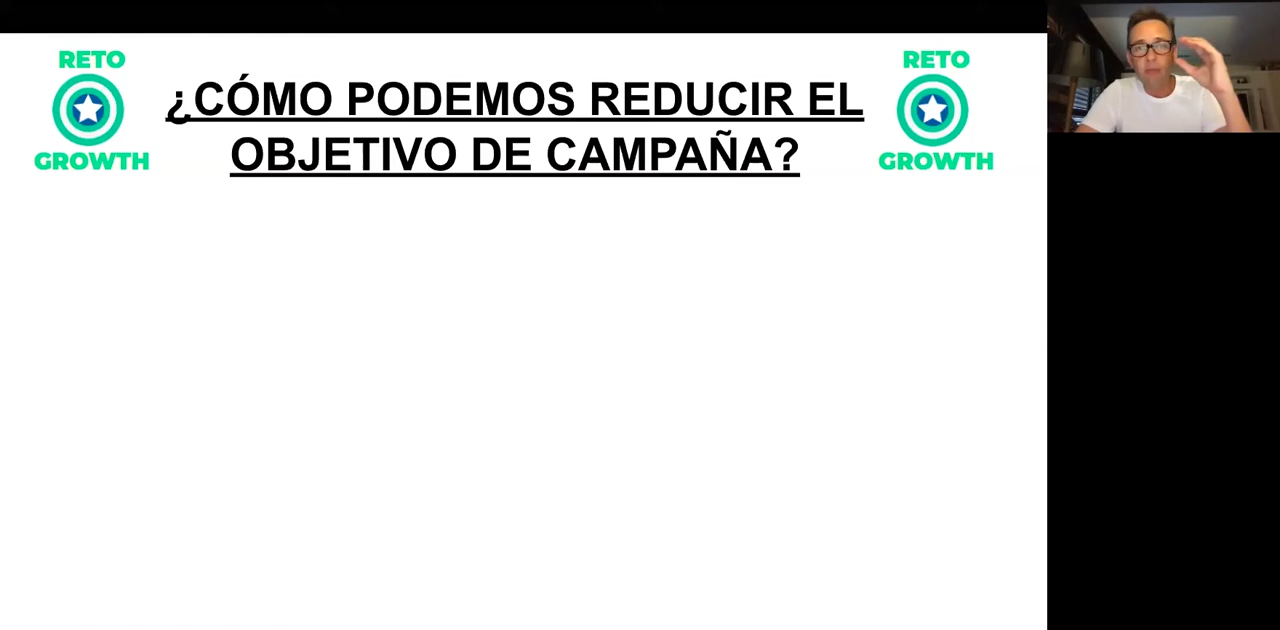 RETO
GROWTH
¿CÓMO PODEMOS REDUCIR EL
OBJETIVO DE CAMPAÑA?
RETO
GROWTH